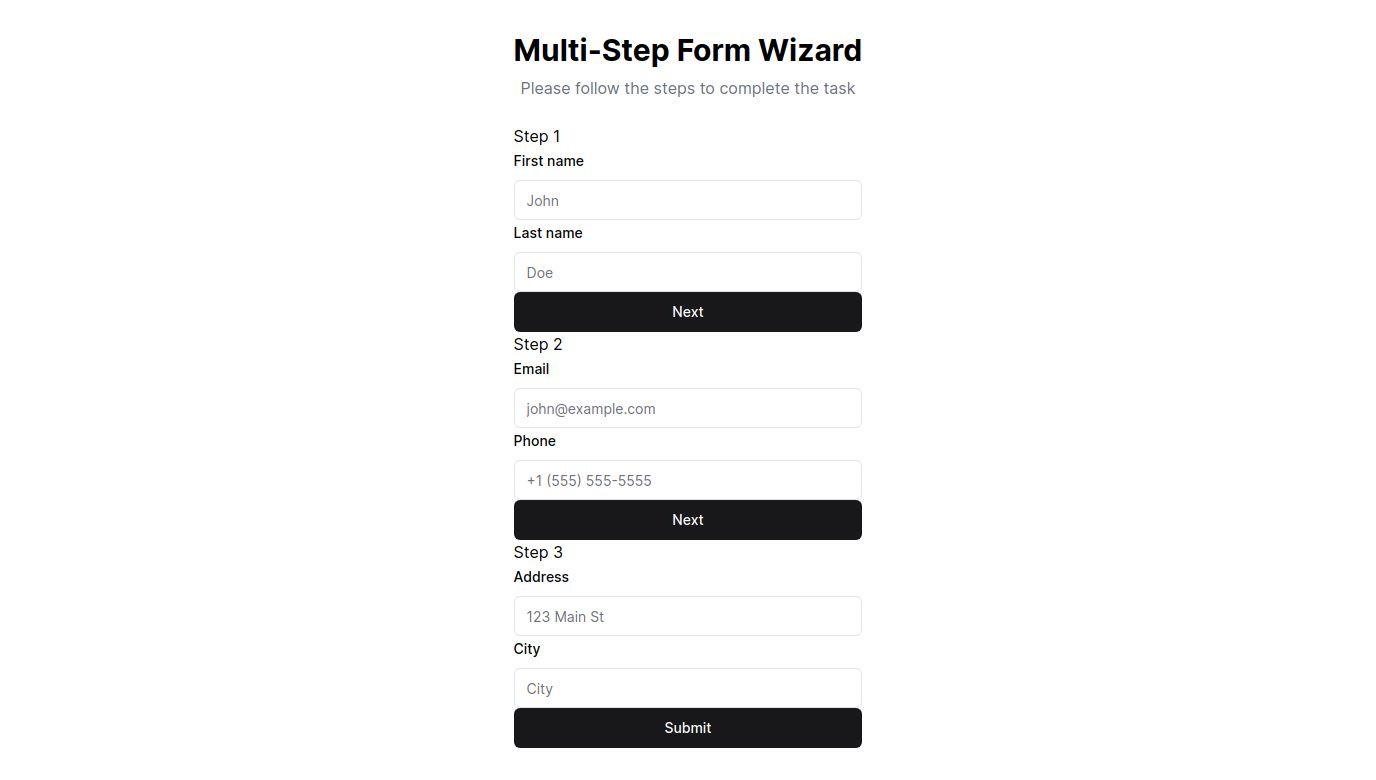 Multi-Step Form Wizard
Please follow the steps to complete the task
Step 1
First name
John
Last name
Doe
Next
Step 2
Email
john@example.com
Phone
+1 (555) 555-5555
Next
Step 3
Address
123 Main St
City
City
Submit